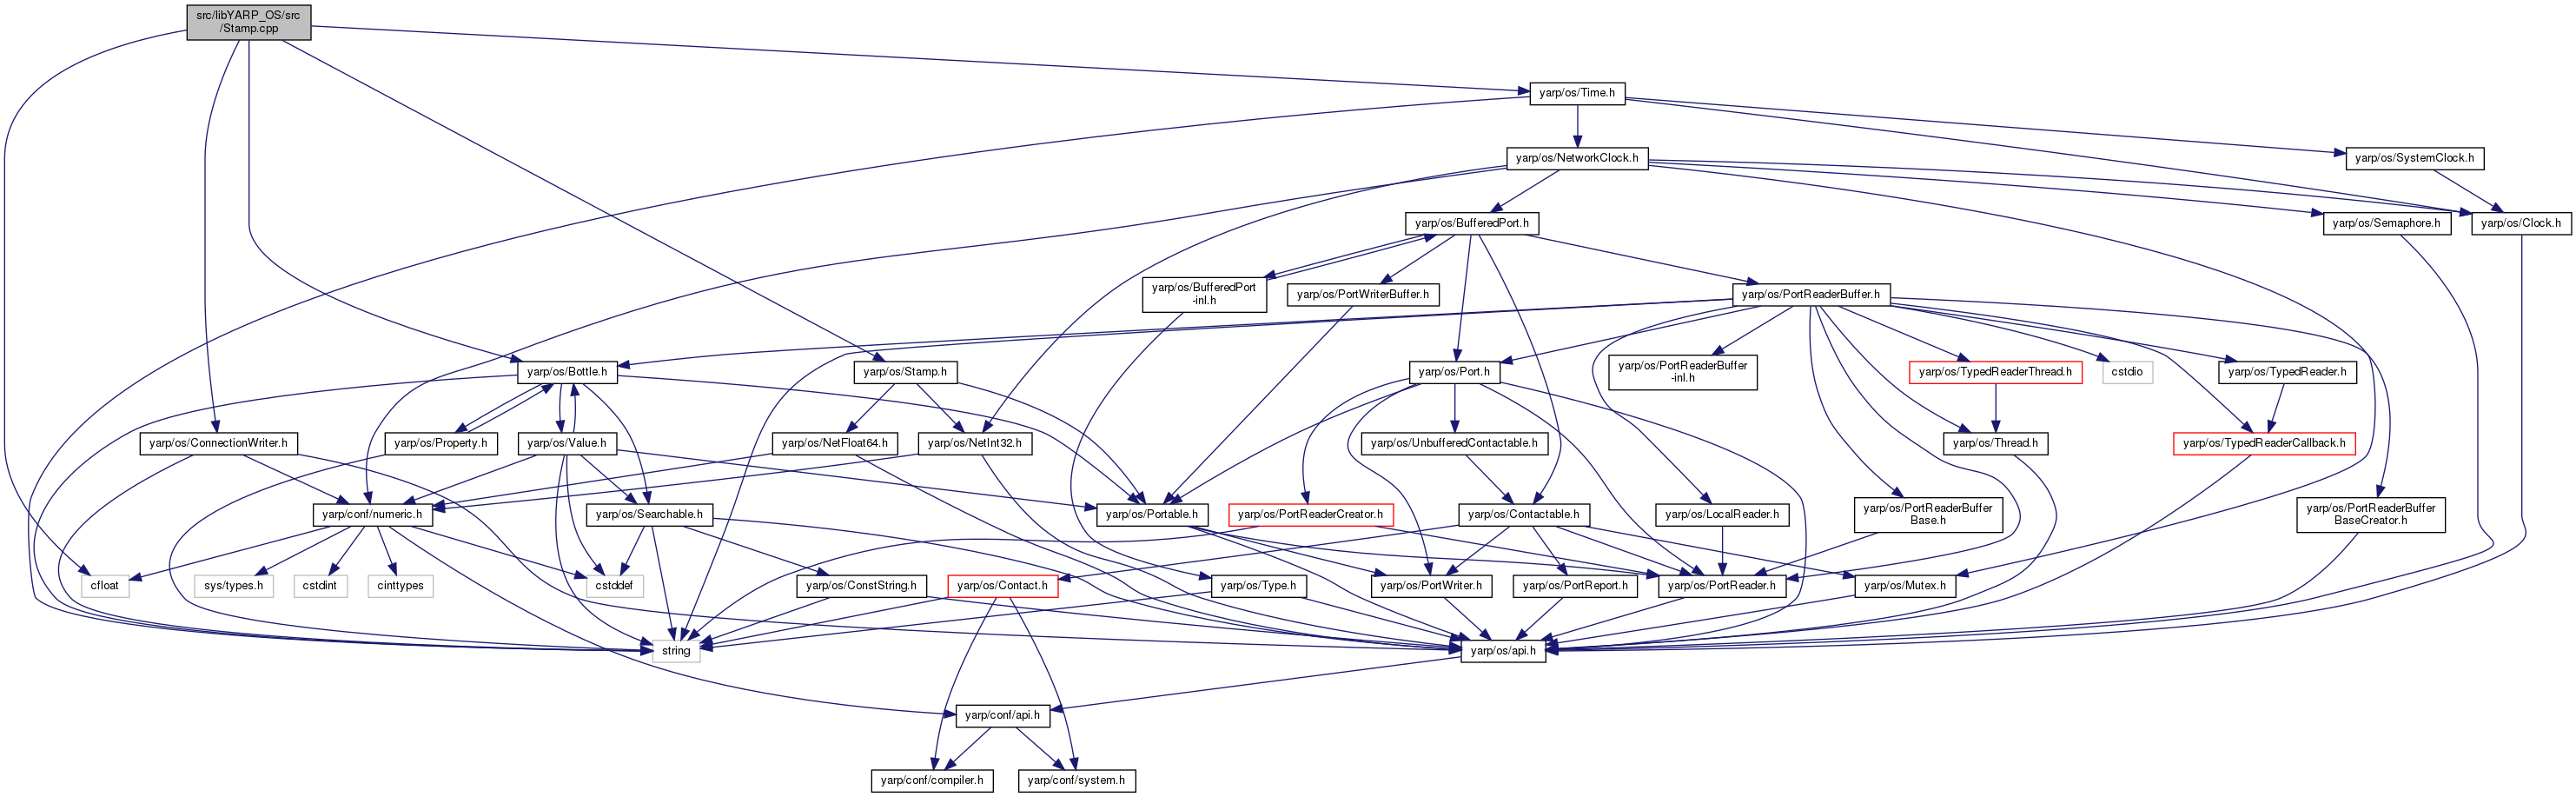 src/libYARP_OS/src
/Stamp.cpp
yarp/os/Time.h
yarp/os/NetworkClock.h
yarp/os/SystemClock.h
yarp/os/BufferedPort.h
yarp/os/Semaphore.h
yarp/os/Clock.h
yarp/os/BufferedPort
-inl.h
yarp/os/PortWriterBuffer.h
yarp/os/PortReaderBuffer.h
yarp/os/Bottle.h
yarp/os/Stamp.h
yarp/os/Port.h
yarp/os/PortReaderBuffer
-inl.h
yarp/os/TypedReaderThread.h
cstdio
yarp/os/TypedReader.h
yarp/os/ConnectionWriter.h
yarp/os/Property.h
yarp/os/Value.h
yarp/os/NetFloat64.h
yarp/os/NetInt32.h
yarp/os/UnbufferedContactable.h
yarp/os/Thread.h
yarp/os/TypedReaderCallback.h
yarp/conf/numeric.h
yarp/os/Searchable.h
yarp/os/Portable.h
yarp/os/PortReaderCreator.h
yarp/os/Contactable.h
yarp/os/LocalReader.h
yarp/os/PortReaderBuffer
Base.h
yarp/os/PortReaderBuffer
BaseCreator.h
cfloat
sys/types.h
cstdint
cinttypes
cstddef
yarp/os/ConstString.h
yarp/os/Contact.h
yarp/os/Type.h
yarp/os/PortWriter.h
yarp/os/PortReport.h
yarp/os/PortReader.h
yarp/os/Mutex.h
string
yarp/os/api.h
yarp/conf/api.h
yarp/conf/compiler.h
yarp/conf/system.h